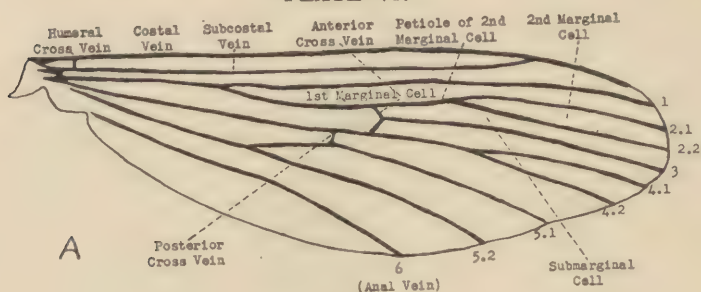 Humeral
Cross Vein
Costal
Vein
Subcostal
Vein
Anterior
Cross Vein
Petiole of 2nd
Marginal Cell
2nd Marginal
Cell
1st Marginal Cell
1
2.1
2.2
3
4.1
4.2
5.1
5.2
6
(Anal Vein)
A
Posterior
Cross Vein
Submarginal
Cell